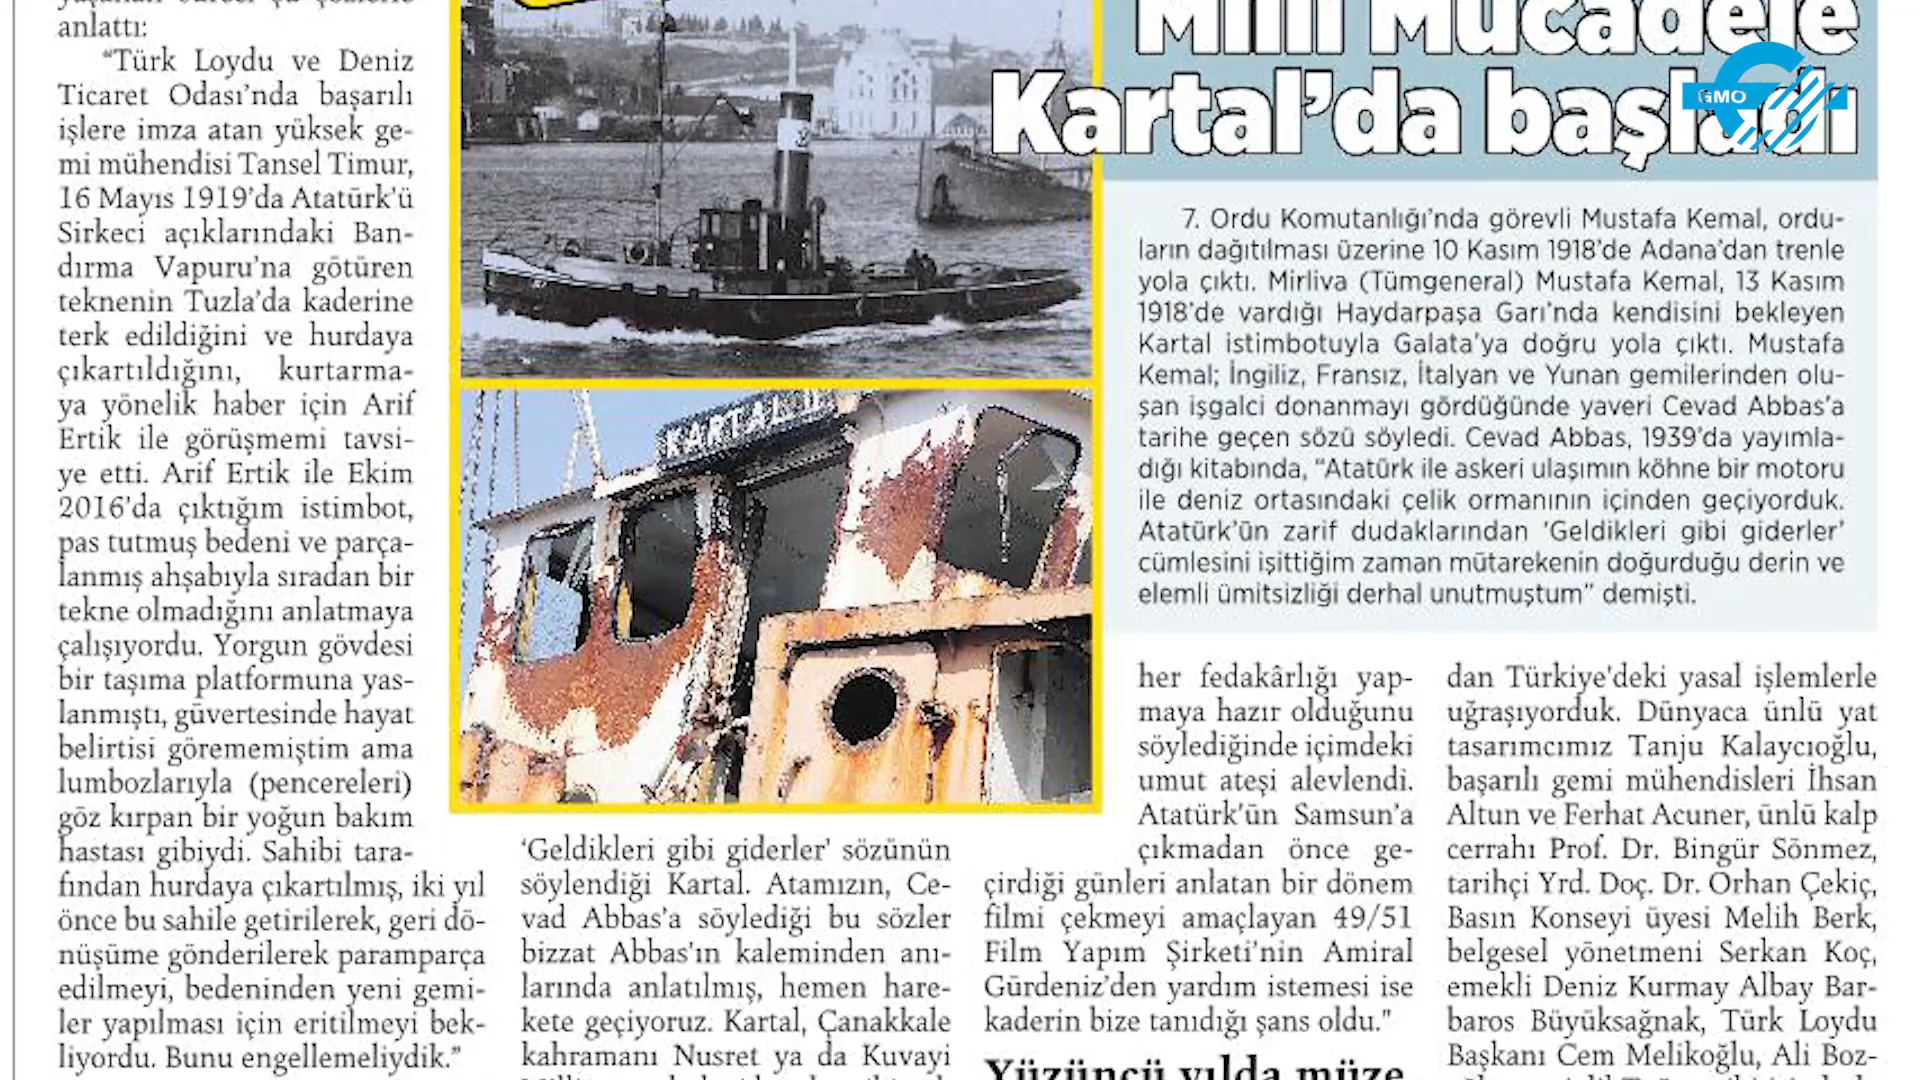 anlattı:
“Türk Loydu ve Deniz
Ticaret Odası’nda başarılı
işlere imza atan yüksek ge-
mi mühendisi Tansel Timur,
16 Mayıs 1919’da Atatürk’ü
Sirkeci açıklarındaki Ban-
dırma Vapuru’na götüren
teknenin Tuzla’da kaderine
terk edildiğini ve hurdaya
çıkartıldığını, kurtarma-
ya yönelik haber için Arif
Ertik ile görüşmemi tavsi-
ye etti. Arif Ertik ile Ekim
2016’da çıktığım istimbot,
pas tutmuş bedeni ve parça-
lanmış ahşabıyla sıradan bir
tekne olmadığını anlatmaya
çalışıyordu. Yorgun gövdesi
bir taşıma platformuna yas-
lanmıştı, güvertesinde hayat
belirtisi görememiştim ama
lumbozlarıyla (pencereleri)
göz kırpan bir yoğun bakım
hastası gibiydi. Sahibi tara-
fından hurdaya çıkartılmış, iki yıl
önce bu sahile getirilerek, geri dö-
nüşüme gönderilerek paramparça
edilmeyi, bedeninden yeni gemi-
ler yapılması için eritilmeyi bek-
liyordu. Bunu engellemeliydik.”
KARTAL
‘Geldikleri gibi giderler’ sözünün
söylendiği Kartal. Atamızın, Ce-
vad Abbas’a söylediği bu sözler
bizzat Abbas’ın kaleminden anı-
larında anlatılmış, hemen hare-
kete geçiyoruz. Kartal, Çanakkale
kahramanı Nusret ya da Kuvayi
Milli Mücadele
Kartal’da başladı
GMO
7. Ordu Komutanlığı’nda görevli Mustafa Kemal, ordu-
ların dağıtılması üzerine 10 Kasım 1918’de Adana’dan trenle
yola çıktı. Mirliva (Tümgeneral) Mustafa Kemal, 13 Kasım
1918’de vardığı Haydarpaşa Garı’nda kendisini bekleyen
Kartal istimbotuyla Galata’ya doğru yola çıktı. Mustafa
Kemal; İngiliz, Fransız, İtalyan ve Yunan gemilerinden olu-
şan işgalci donanmayı gördüğünde yaveri Cevad Abbas’a
tarihe geçen sözü söyledi. Cevad Abbas, 1939’da yayımla-
dığı kitabında, “Atatürk ile askeri ulaşımın köhne bir motoru
ile deniz ortasındaki çelik ormanının içinden geçiyorduk.
Atatürk’ün zarif dudaklarından ‘Geldikleri gibi giderler’
cümlesini işittiğim zaman mütarekenin doğurduğu derin ve
elemli ümitsizliği derhal unutmuştum” demişti.
her fedakârlığı yap-
maya hazır olduğunu
söylediğinde içimdeki
umut ateşi alevlendi.
Atatürk’ün Samsun’a
çıkmadan önce ge-
çirdiği günleri anlatan bir dönem
filmi çekmeyi amaçlayan 49/51
Film Yapım Şirketi’nin Amiral
Gürdeniz’den yardım istemesi ise
kaderin bize tanıdığı şans oldu.”
Yüzüncü yılda müze
dan Türkiye'deki yasal işlemlerle
uğraşıyorduk. Dünyaca ünlü yat
tasarımcımız Tanju Kalaycıoğlu,
başarılı gemi mühendisleri İhsan
Altun ve Ferhat Acuner, ünlü kalp
cerrahı Prof. Dr. Bingür Sönmez,
tarihçi Yrd. Doç. Dr. Orhan Çekiç,
Basın Konseyi üyesi Melih Berk,
belgesel yönetmeni Serkan Koç,
emekli Deniz Kurmay Albay Bar-
baros Büyüksağnak, Türk Loydu
Başkanı Cem Melikoğlu, Ali Boz-